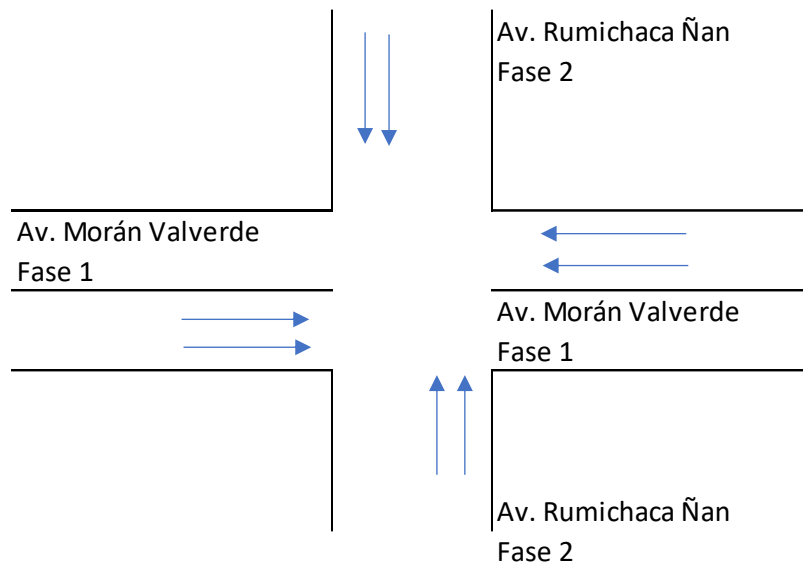 Av. Rumichaca Ñan
Fase 2
Av. Morán Valverde
Fase 1
Av. Morán Valverde
Fase 1
Av. Rumichaca Ñan
Fase 2